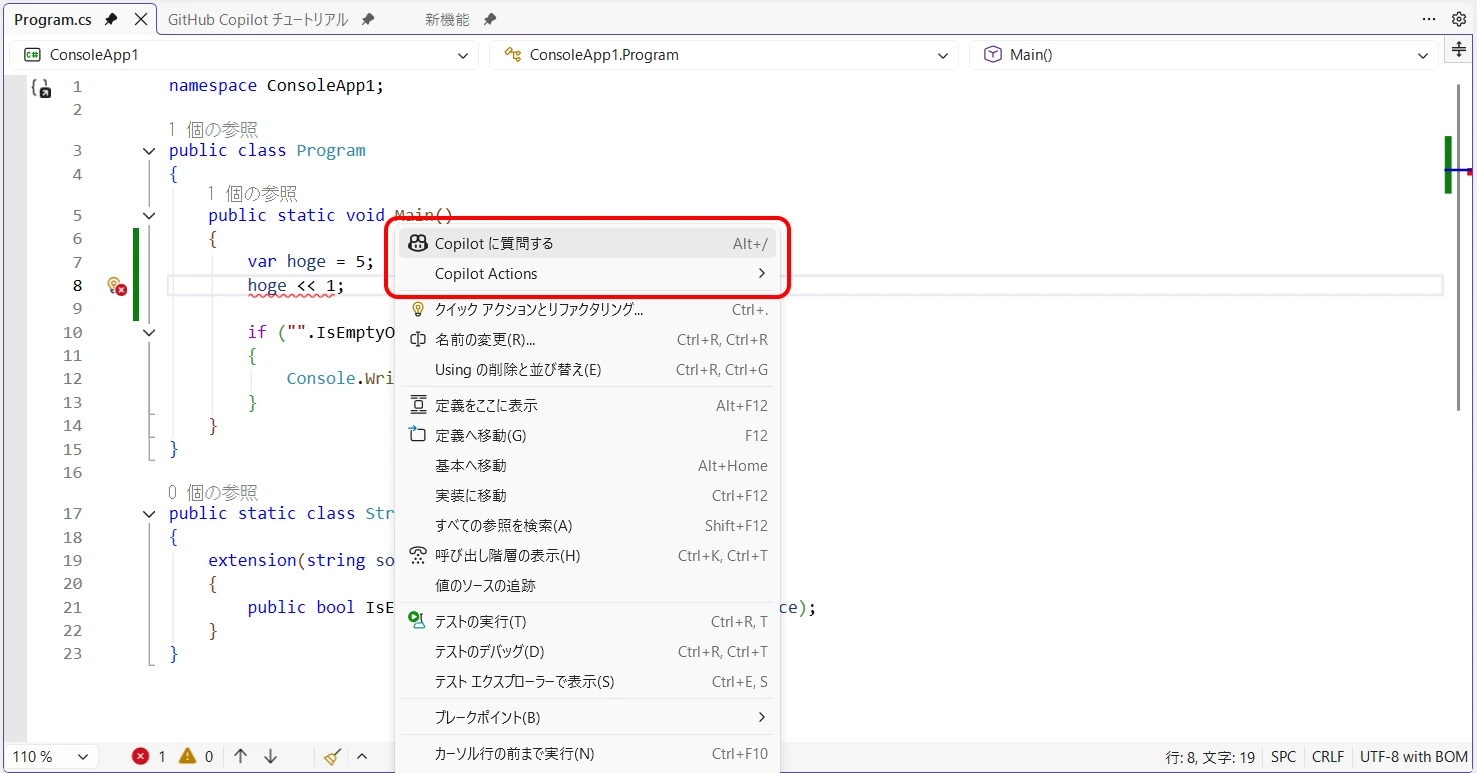 Program.cs GitHub Copilot チュートリアル 新機能
ConsoleApp1 ConsoleApp1.Program Main()
1 namespace ConsoleApp1;
2
1 個の参照
3 public class Program
4 {
1 個の参照
5 public static void Main()
6 {
7 var hoge = 5;
8 hoge << 1;
9
10 if ("".IsEmptyO
11 {
12 Console.Wri
13 }
14 }
15 }
16
0 個の参照
17 public static class Str
18 {
19 extension(string so
20 {
21 public bool IsE ce);
22 }
23 }
Copilot に質問する Alt+/
Copilot Actions
クイック アクションとリファクタリング... Ctrl+.
名前の変更(R)... Ctrl+R, Ctrl+R
Using の削除と並び替え(E) Ctrl+R, Ctrl+G
定義をここに表示 Alt+F12
定義へ移動(G) F12
基本へ移動 Alt+Home
実装に移動 Ctrl+F12
すべての参照を検索(A) Shift+F12
呼び出し階層の表示(H) Ctrl+K, Ctrl+T
値のソースの追跡
テストの実行(T) Ctrl+R, T
テストのデバッグ(D) Ctrl+R, Ctrl+T
テスト エクスプローラーで表示(S) Ctrl+E, S
ブレークポイント(B)
カーソル行の前まで実行(N) Ctrl+F10
110 % 1 0 行: 8, 文字: 19 SPC CRLF UTF-8 with BOM